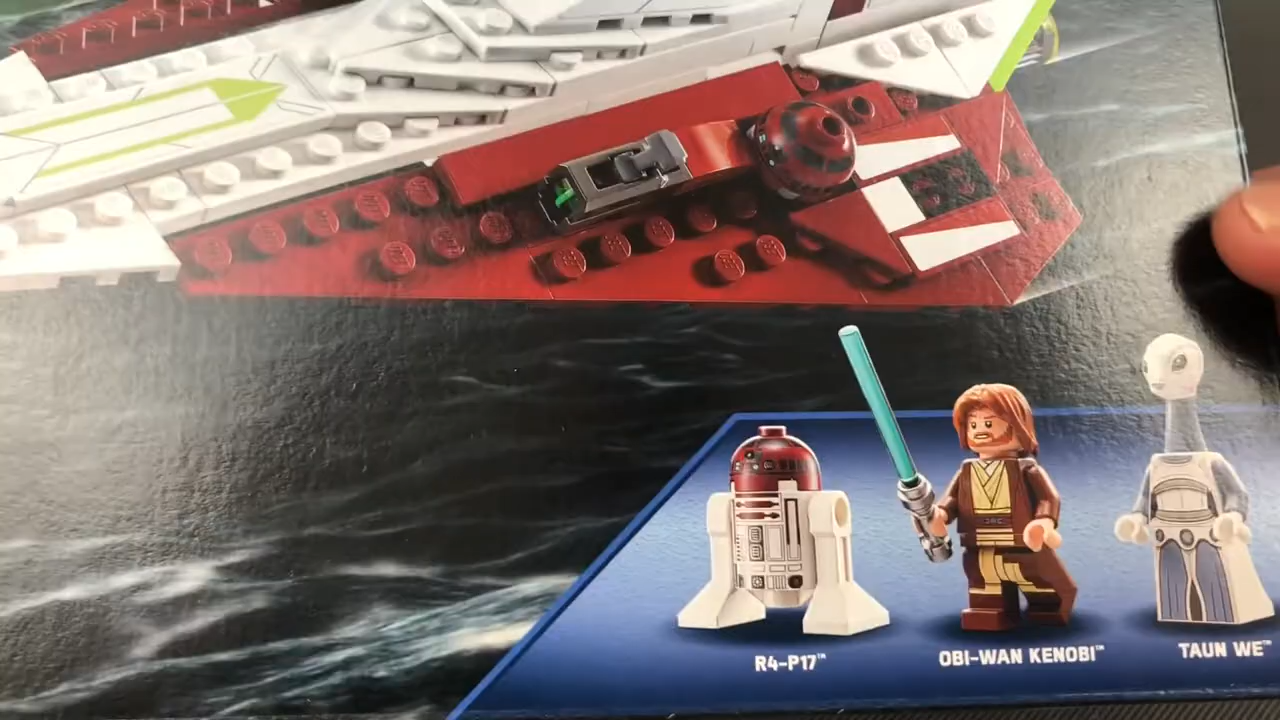 R4-P17™
OBI-WAN KENOBI™
TAUN WE™